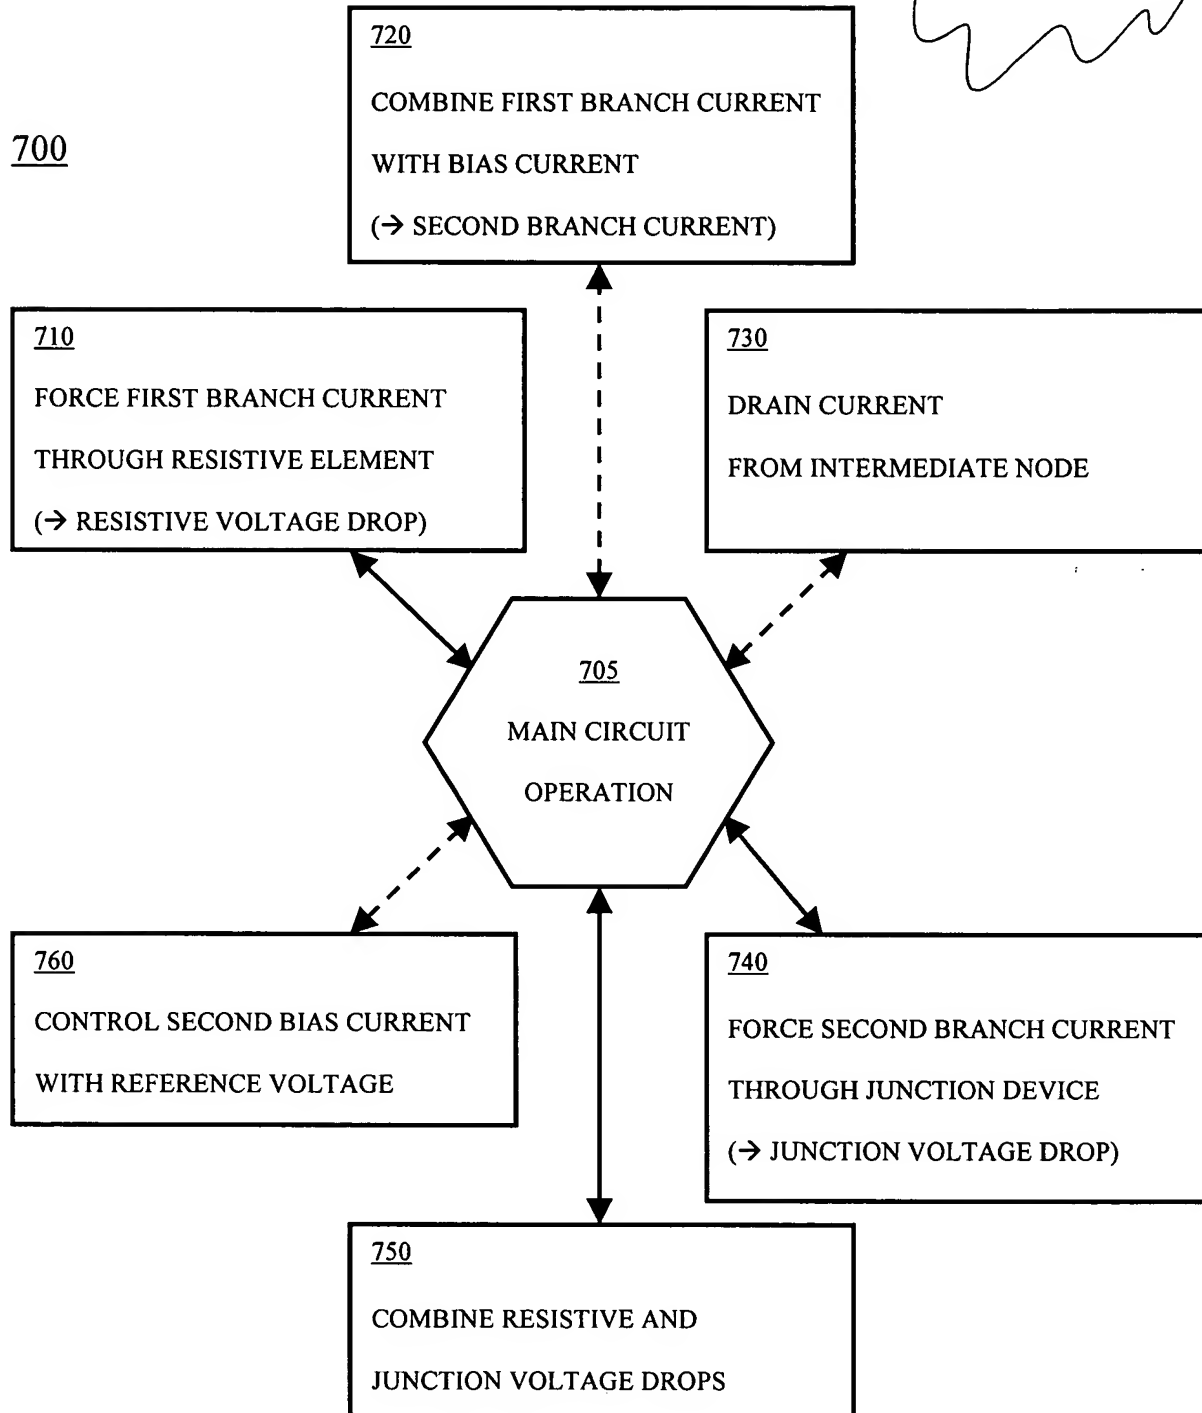 720
COMBINE FIRST BRANCH CURRENT
WITH BIAS CURRENT
(→ SECOND BRANCH CURRENT)
700
710
FORCE FIRST BRANCH CURRENT
THROUGH RESISTIVE ELEMENT
(→ RESISTIVE VOLTAGE DROP)
730
DRAIN CURRENT
FROM INTERMEDIATE NODE
705
MAIN CIRCUIT
OPERATION
760
CONTROL SECOND BIAS CURRENT
WITH REFERENCE VOLTAGE
740
FORCE SECOND BRANCH CURRENT
THROUGH JUNCTION DEVICE
(→ JUNCTION VOLTAGE DROP)
750
COMBINE RESISTIVE AND
JUNCTION VOLTAGE DROPS